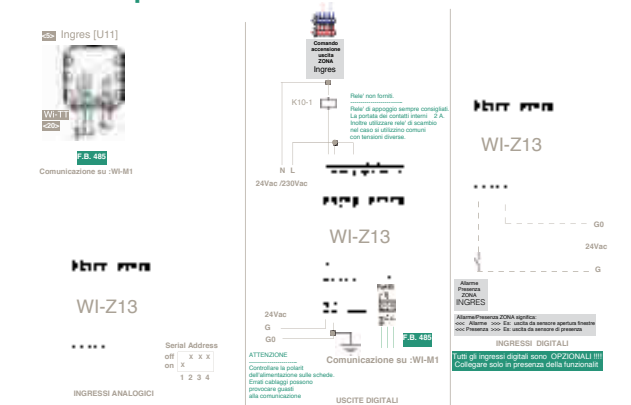 <5> Ingres [U11]
WI-T1
<20>
F.B. 485
Comunicazione su :WI-M1
WI-Z13
Serial Address
off x x x
on x
1 2 3 4
INGRESSI ANALOGICI
Comando
accensione
uscita
ZONA
Ingres
K10-1
Rele' non forniti.
Rele' di appoggio sempre consigliati.
La portata dei contatti interni 2 A.
Inoltre utilizzare rele' di scambio
nel caso si utilizzino comuni
con tensioni diverse.
N L
24Vac /230Vac
WI-Z13
24Vac
G
G0
F.B. 485
Comunicazione su :WI-M1
ATTENZIONE
Controllare la polarit
dell'alimentazione sulle schede.
Errati cablaggi possono
provocare guasti
alla comunicazione
USCITE DIGITALI
WI-Z13
G0
24Vac
G
Allarme
Presenza
ZONA
INGRES
Allarme/Presenza ZONA significa:
<<< Allarme >>> Es: uscita da sensore apertura finestre
<<< Presenza >>> Es: uscita da sensore di presenza
INGRESSI DIGITALI
Tutti gli ingressi digitali sono OPZIONALI !!!!
Collegare solo in presenza della funzionalit